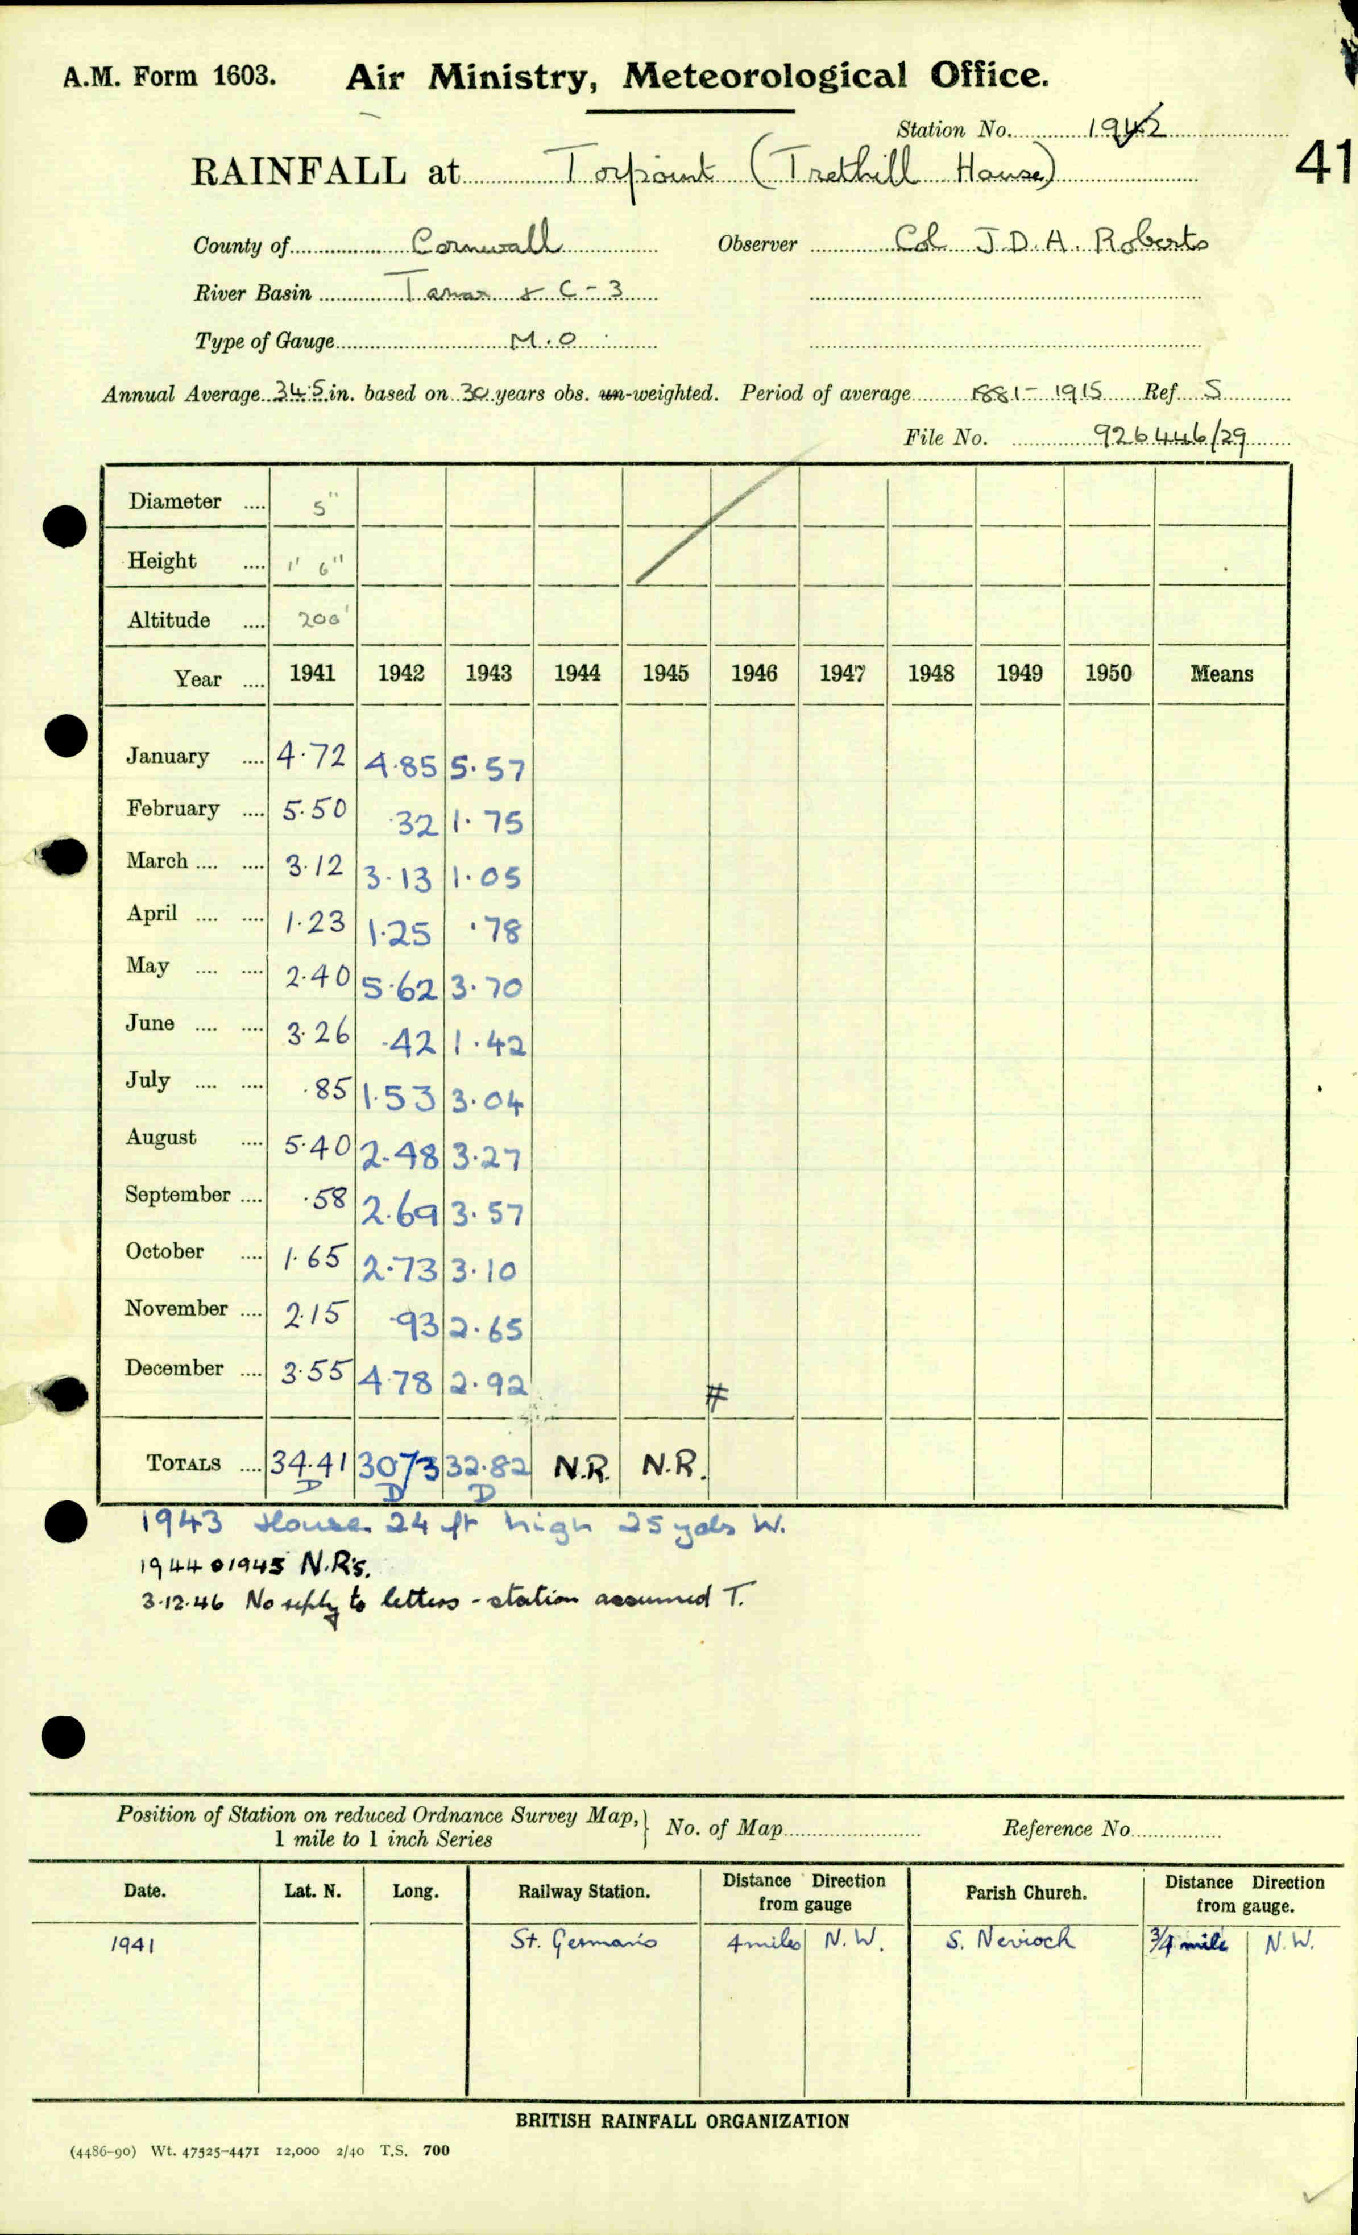 A.M. Form 1603. Air Ministry, Meteorological Office.
Station No. 1942
41
RAINFALL at Torpoint (Trethill House)
County of Cornwall Observer Col J.D.A. Roberts
River Basin Tamar & C-3
Type of Gauge M.O
Annual Average 34.5 in. based on 30 years obs. un-weighted. Period of average 1881-1915 Ref. S
File No. 926446/29
Diameter .... 5"
Height .... 1' 6"
Altitude .... 200'
Year .... 1941 1942 1943 1944 1945 1946 1947 1948 1949 1950 Means
January .... 4.72 4.85 5.57
February .... 5.50 .32 1.75
March .... .... 3.12 3.13 1.05
April .... .... 1.23 1.25 .78
May .... .... 2.40 5.62 3.70
June .... .... 3.26 .42 1.42
July .... .... .85 1.53 3.04
August .... 5.40 2.48 3.27
September .... .58 2.69 3.57
October .... 1.65 2.73 3.10
November .... 2.15 .93 2.65
December .... 3.55 4.78 2.92 #
TOTALS .... 34.41 30.73 32.82 N.R. N.R.
D D D
1943 House 24 ft high 25 yds W.
1944 & 1945 N.R's.
3.12.46 No reply to letters - station assumed T.
Position of Station on reduced Ordnance Survey Map, } No. of Map Reference No
1 mile to 1 inch Series
Date. Lat. N. Long. Railway Station. Distance Direction from gauge Parish Church. Distance Direction from gauge.
1941 St. Germans 4 miles N.W. S. Nevioch 3/4 mile N.W.
BRITISH RAINFALL ORGANIZATION
(4486-90) Wt. 47525-4471 12,000 2/40 T.S. 700